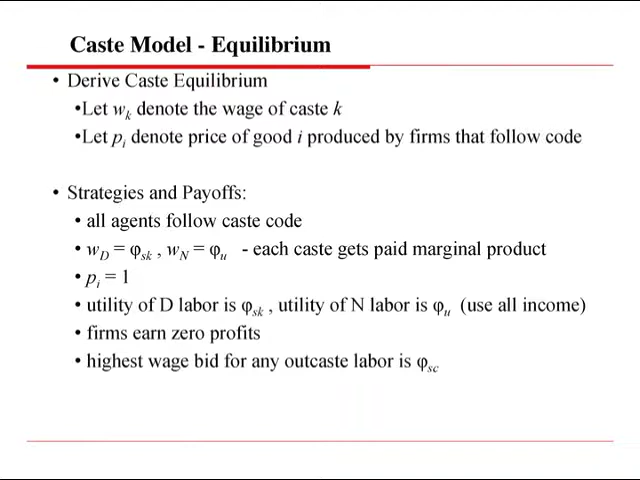 Caste Model - Equilibrium
• Derive Caste Equilibrium
•Let wk denote the wage of caste k
•Let pi denote price of good i produced by firms that follow code
• Strategies and Payoffs:
• all agents follow caste code
• wD = φsk , wN = φu - each caste gets paid marginal product
• pi = 1
• utility of D labor is φsk , utility of N labor is φu (use all income)
• firms earn zero profits
• highest wage bid for any outcaste labor is φsc